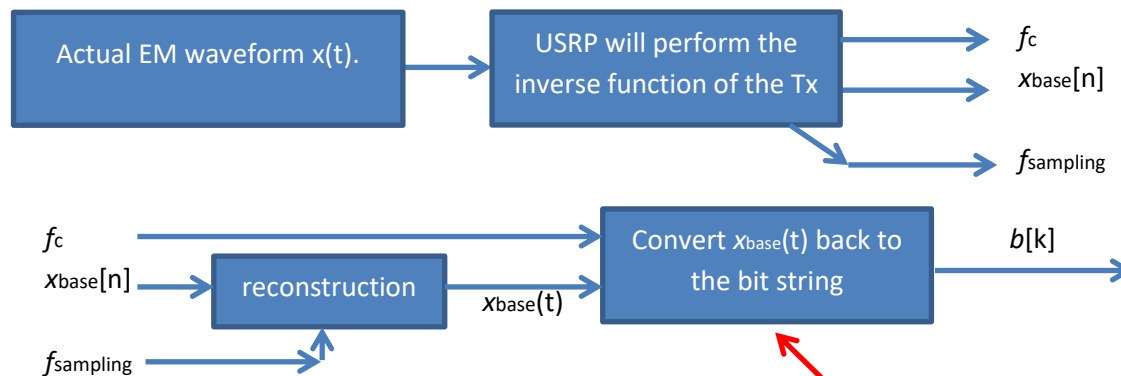 Actual EM waveform x(t).
USRP will perform the
inverse function of the Tx
fc
xbase[n]
fsampling
fc
xbase[n]
fsampling
reconstruction
xbase(t)
Convert xbase(t) back to
the bit string
b[k]